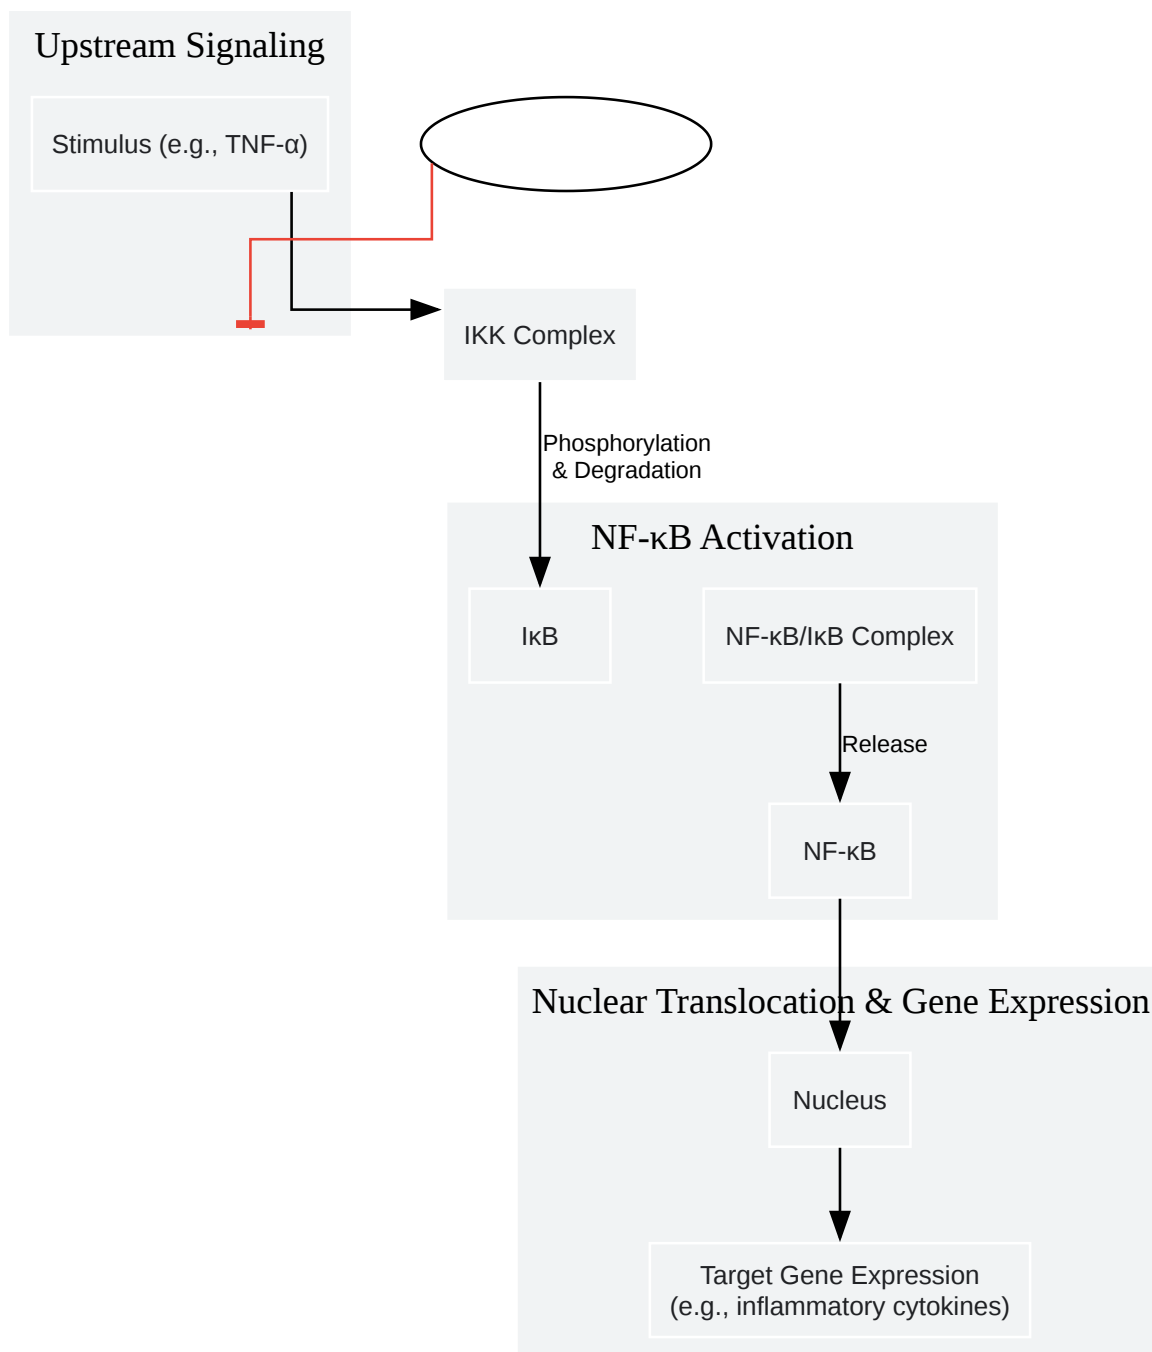 Upstream Signaling
Stimulus (e.g., TNF-α)
IKK Complex
Phosphorylation
& Degradation
NF-κB Activation
IκB
NF-κB/IκB Complex
Release
NF-κB
Nuclear Translocation & Gene Expression
Nucleus
Target Gene Expression
(e.g., inflammatory cytokines)